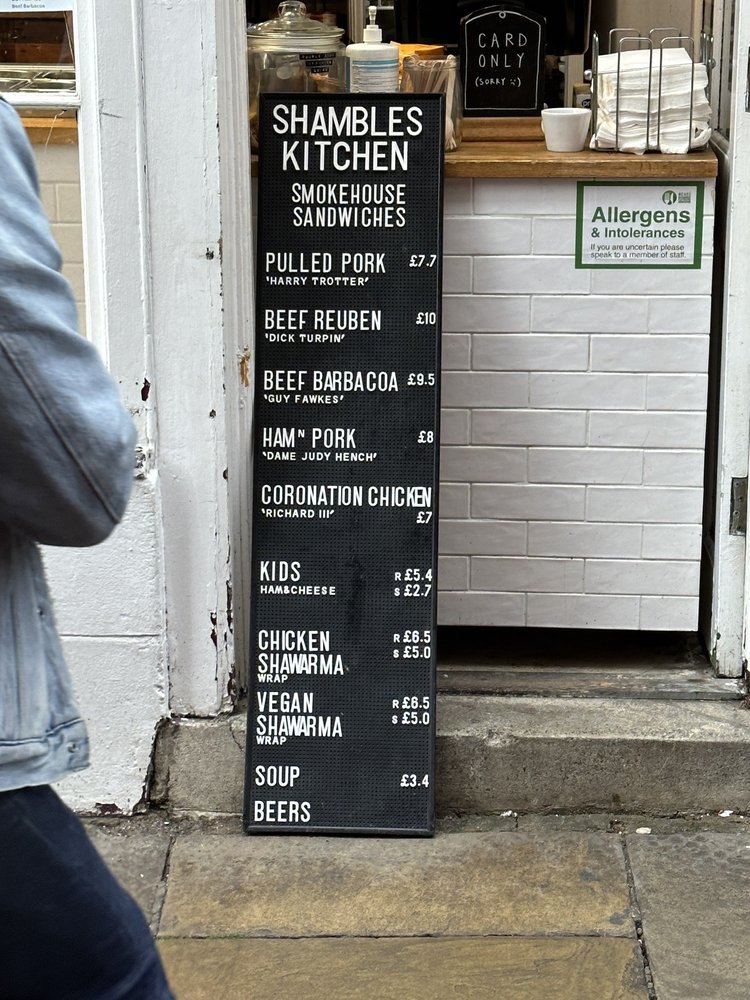 Beef Barbacoa
CARD
ONLY
(SORRY :()
SHAMBLES
KITCHEN
SMOKEHOUSE
SANDWICHES
PULLED PORK £7.7
'HARRY TROTTER'
BEEF REUBEN £10
'DICK TURPIN'
BEEF BARBACOA £9.5
'GUY FAWKES'
HAM N PORK £8
'DAME JUDY HENCH'
CORONATION CHICKEN
'RICHARD III' £7
KIDS R £5.4
HAM&CHEESE S £2.7
CHICKEN R £6.5
SHAWARMA S £5.0
WRAP
VEGAN R £6.5
SHAWARMA S £5.0
WRAP
SOUP £3.4
BEERS
Allergens
& Intolerances
If you are uncertain please
speak to a member of staff.